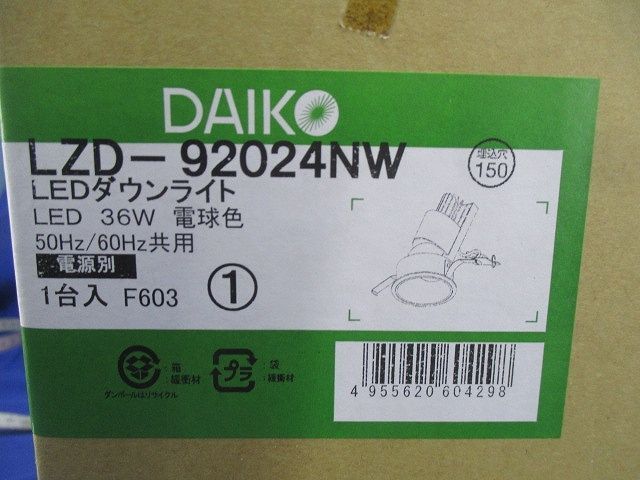 DAIKO
LZD-92024NW
埋込穴
150
LEDダウンライト
LED 36W 電球色
50Hz/60Hz共用
電源別
1台入 F603 ①
:箱
:緩衝材
ダンボールはリサイクル
プラ
:袋
:緩衝材
4 955620 604298